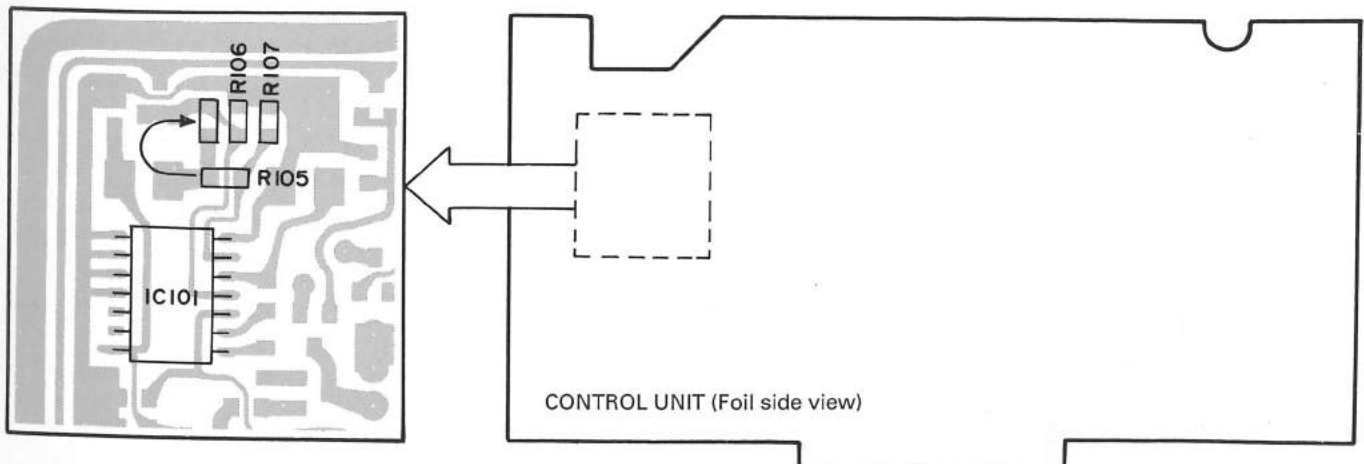 R106
R107
R105
IC101
CONTROL UNIT (Foil side view)